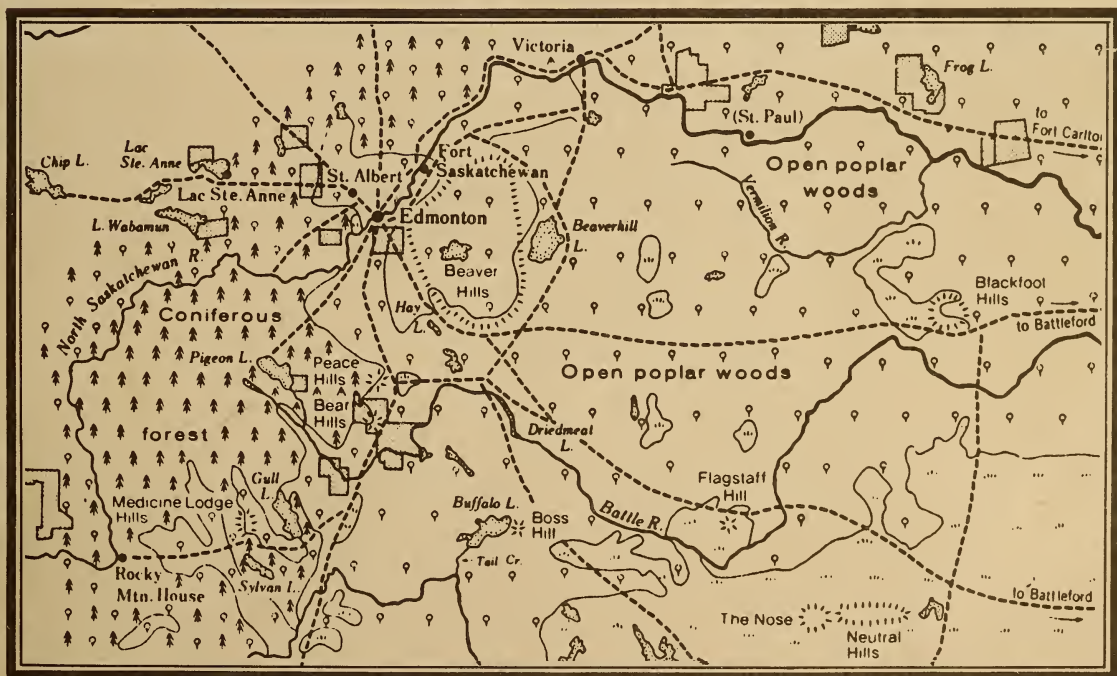 Victoria
Frog L.
to
Fort Carlton
(St. Paul)
Open poplar
woods
Lac
Ste. Anne
Chip L.
Lac Ste. Anne
St. Albert
Fort
Saskatchewan
Edmonton
L. Wabamun
Beaverhill
L.
Vermilion R.
Beaver
Hills
North Saskatchewan R.
Hay
L.
Blackfoot
Hills
to Battleford
Coniferous
forest
Pigeon L.
Peace
Hills
Bear
Hills
Open poplar woods
Driedmeat
L.
Flagstaff
Hill
Medicine Lodge
Hills
Gull
L.
Buffalo L.
Boss
Hill
Battle R.
Tail Cr.
Rocky
Mtn. House
Sylvan L.
to Battleford
The Nose
Neutral
Hills